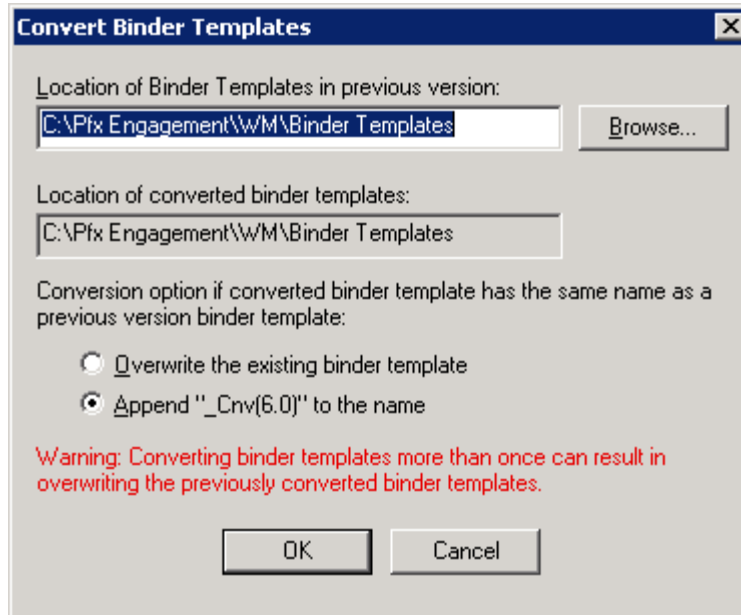 Convert Binder Templates
Location of Binder Templates in previous version:
C:\Pfx Engagement\WM\Binder Templates
Browse...
Location of converted binder templates:
C:\Pfx Engagement\WM\Binder Templates
Conversion option if converted binder template has the same name as a
previous version binder template:
Overwrite the existing binder template
Append "_Cnv(6.0)" to the name
Warning: Converting binder templates more than once can result in
overwriting the previously converted binder templates.
OK
Cancel